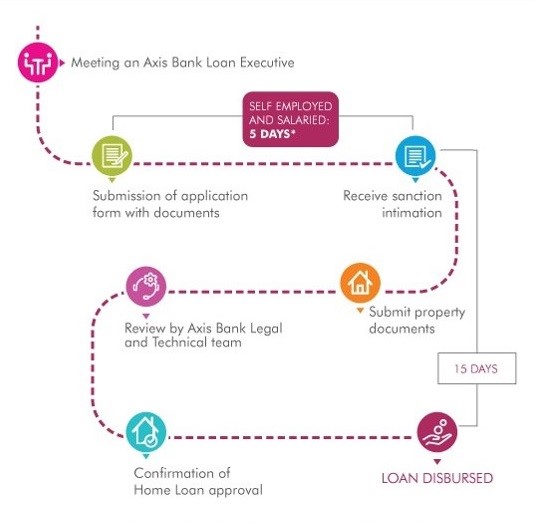 Meeting an Axis Bank Loan Executive
SELF EMPLOYED
AND SALARIED:
5 DAYS*
Submission of application
form with documents
Receive sanction
intimation
Review by Axis Bank Legal
and Technical team
Submit property
documents
15 DAYS
Confirmation of
Home Loan approval
LOAN DISBURSED